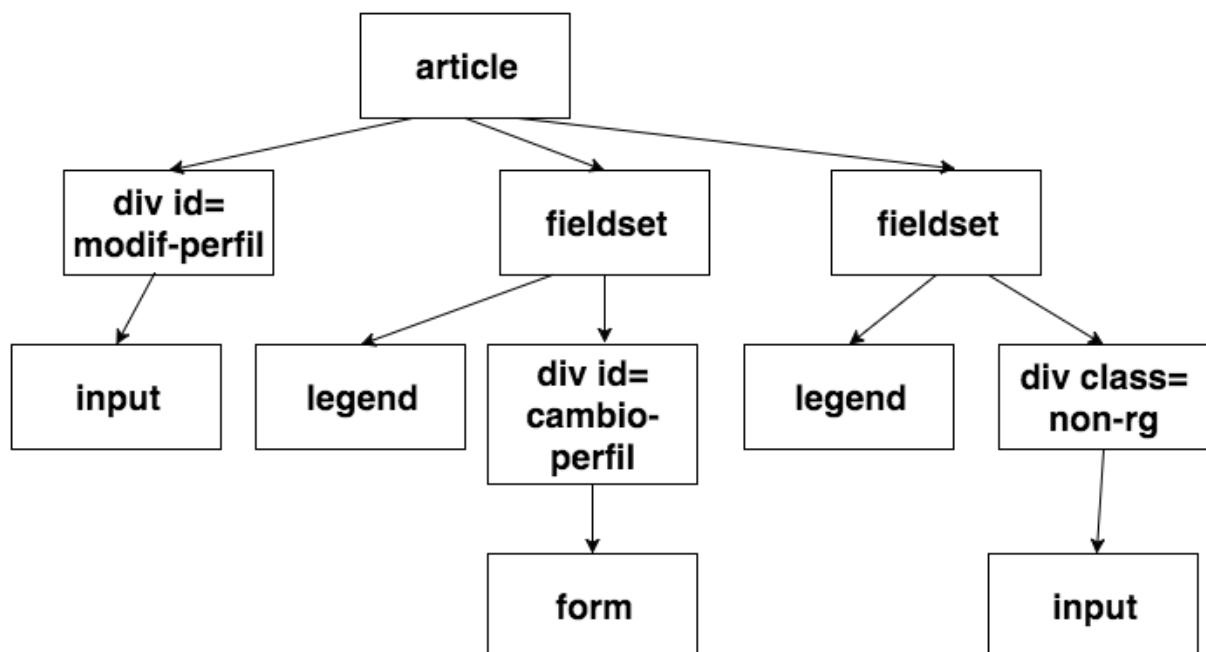 article
div id=
modif-perfil
fieldset
fieldset
input
legend
div id=
cambio-
perfil
legend
div class=
non-rg
form
input